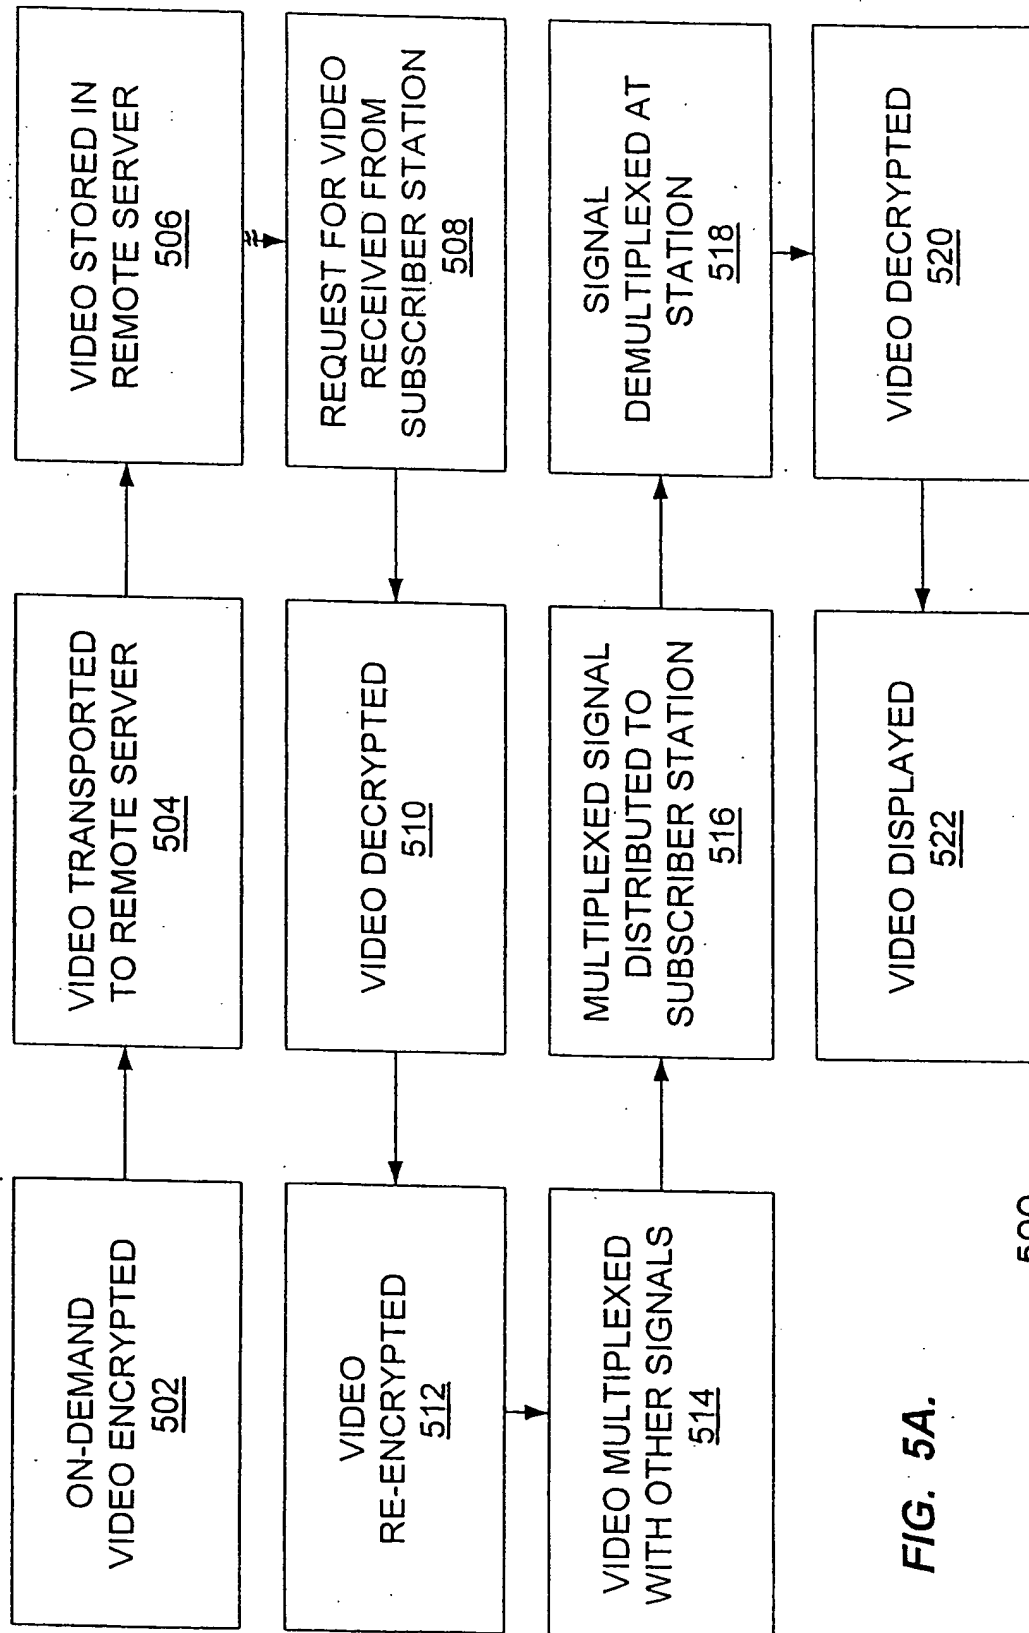 ON-DEMAND
VIDEO ENCRYPTED
502
VIDEO TRANSPORTED
TO REMOTE SERVER
504
VIDEO STORED IN
REMOTE SERVER
506
REQUEST FOR VIDEO
RECEIVED FROM
SUBSCRIBER STATION
508
VIDEO DECRYPTED
510
VIDEO
RE-ENCRYPTED
512
VIDEO MULTIPLEXED
WITH OTHER SIGNALS
514
MULTIPLEXED SIGNAL
DISTRIBUTED TO
SUBSCRIBER STATION
516
SIGNAL
DEMULTIPLEXED AT
STATION
518
VIDEO DECRYPTED
520
VIDEO DISPLAYED
522
FIG. 5A.
500